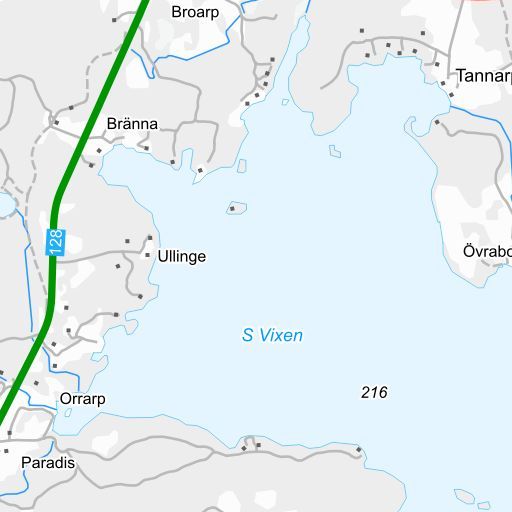 Broarp
Tannarp
Bränna
128
Ullinge
Övrabo
S Vixen
216
Orrarp
Paradis